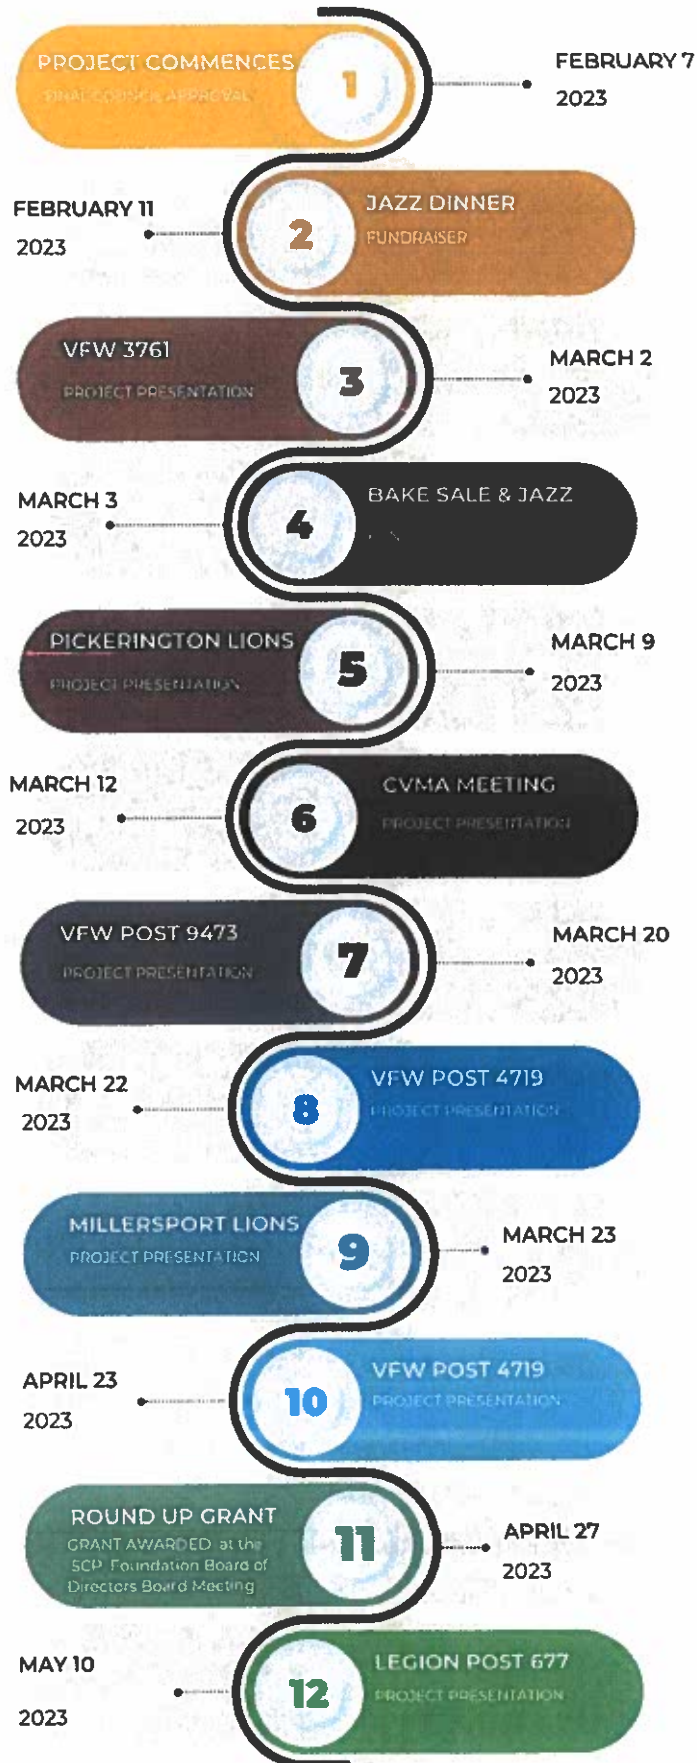 PROJECT COMMENCES
FINAL COUNCIL APPROVAL
1
FEBRUARY 7
2023
FEBRUARY 11
2023
2
JAZZ DINNER
FUNDRAISER
VFW 3761
PROJECT PRESENTATION
3
MARCH 2
2023
MARCH 3
2023
4
BAKE SALE & JAZZ
PICKERINGTON LIONS
PROJECT PRESENTATION
5
MARCH 9
2023
MARCH 12
2023
6
CVMA MEETING
PROJECT PRESENTATION
VFW POST 9473
PROJECT PRESENTATION
7
MARCH 20
2023
MARCH 22
2023
8
VFW POST 4719
PROJECT PRESENTATION
MILLERSPORT LIONS
PROJECT PRESENTATION
9
MARCH 23
2023
APRIL 23
2023
10
VFW POST 4719
PROJECT PRESENTATION
ROUND UP GRANT
GRANT AWARDED at the
SCP Foundation Board of
Directors Board Meeting
11
APRIL 27
2023
MAY 10
2023
12
LEGION POST 677
PROJECT PRESENTATION